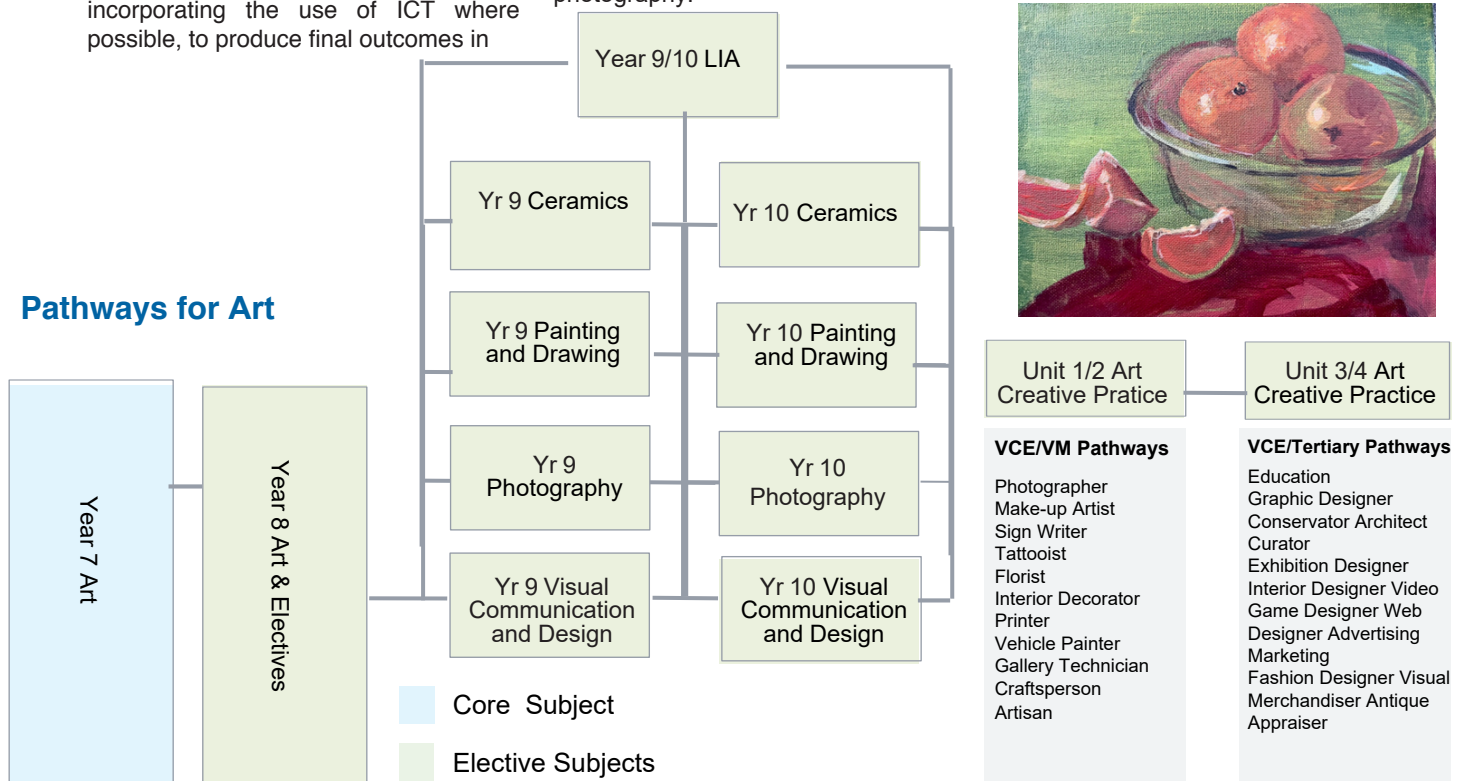 incorporating the use of ICT where
possible, to produce final outcomes in
Year 9/10 LIA
Yr 9 Ceramics
Yr 10 Ceramics
Pathways for Art
Yr 9 Painting
and Drawing
Yr 10 Painting
and Drawing
Yr 9
Photography
Yr 10
Photography
Yr 9 Visual
Communication
and Design
Yr 10 Visual
Communication
and Design
Year 7 Art
Year 8 Art & Electives
Core Subject
Elective Subjects
Unit 1/2 Art
Creative Pratice
Unit 3/4 Art
Creative Practice
VCE/VM Pathways
Photographer
Make-up Artist
Sign Writer
Tattooist
Florist
Interior Decorator
Printer
Vehicle Painter
Gallery Technician
Craftsperson
Artisan
VCE/Tertiary Pathways
Education
Graphic Designer
Conservator Architect
Curator
Exhibition Designer
Interior Designer Video
Game Designer Web
Designer Advertising
Marketing
Fashion Designer Visual
Merchandiser Antique
Appraiser